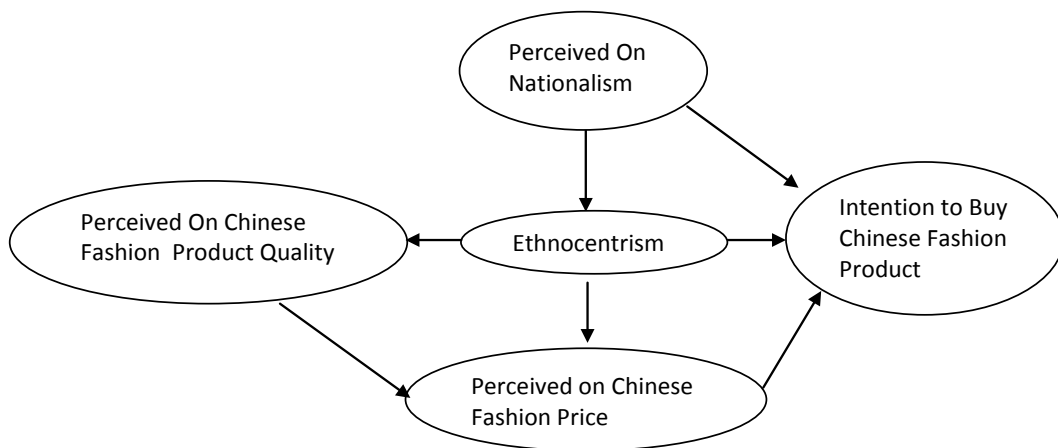 Perceived On
Nationalism
Perceived On Chinese
Fashion  Product Quality
Ethnocentrism
Intention to Buy
Chinese Fashion
Product
Perceived on Chinese
Fashion Price